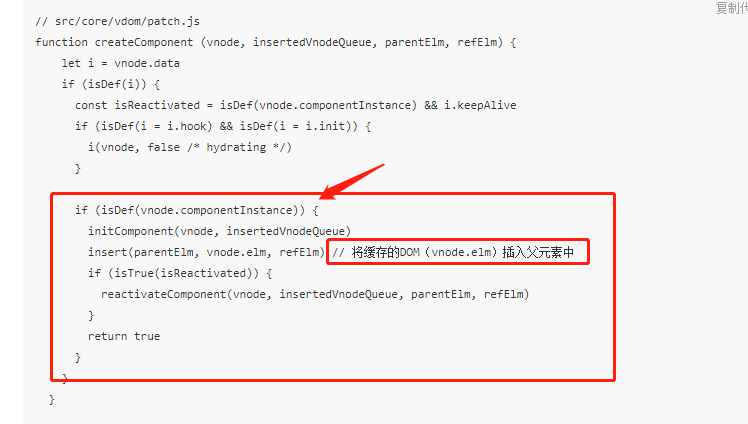 复制代
// src/core/vdom/patch.js
function createComponent (vnode, insertedVnodeQueue, parentElm, refElm) {
    let i = vnode.data
    if (isDef(i)) {
      const isReactivated = isDef(vnode.componentInstance) && i.keepAlive
      if (isDef(i = i.hook) && isDef(i = i.init)) {
        i(vnode, false /* hydrating */)
      }
      if (isDef(vnode.componentInstance)) {
        initComponent(vnode, insertedVnodeQueue)
        insert(parentElm, vnode.elm, refElm) // 将缓存的DOM（vnode.elm）插入父元素中
        if (isTrue(isReactivated)) {
          reactivateComponent(vnode, insertedVnodeQueue, parentElm, refElm)
        }
        return true
      }
    }
  }